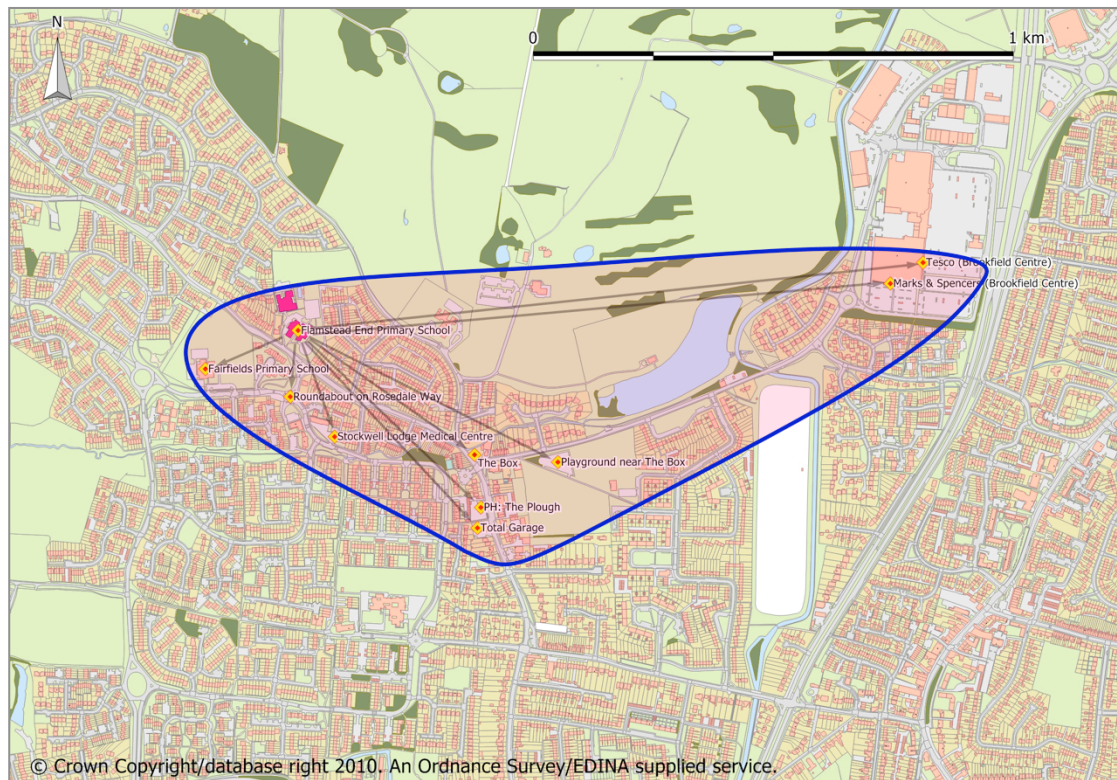 N
0
1 km
Tesco (Brookfield Centre)
Marks & Spencers (Brookfield Centre)
Flamstead End Primary School
Fairfields Primary School
Roundabout on Rosedale Way
Stockwell Lodge Medical Centre
The Box
Playground near The Box
PH: The Plough
Total Garage
© Crown Copyright/database right 2010. An Ordnance Survey/EDINA supplied service.